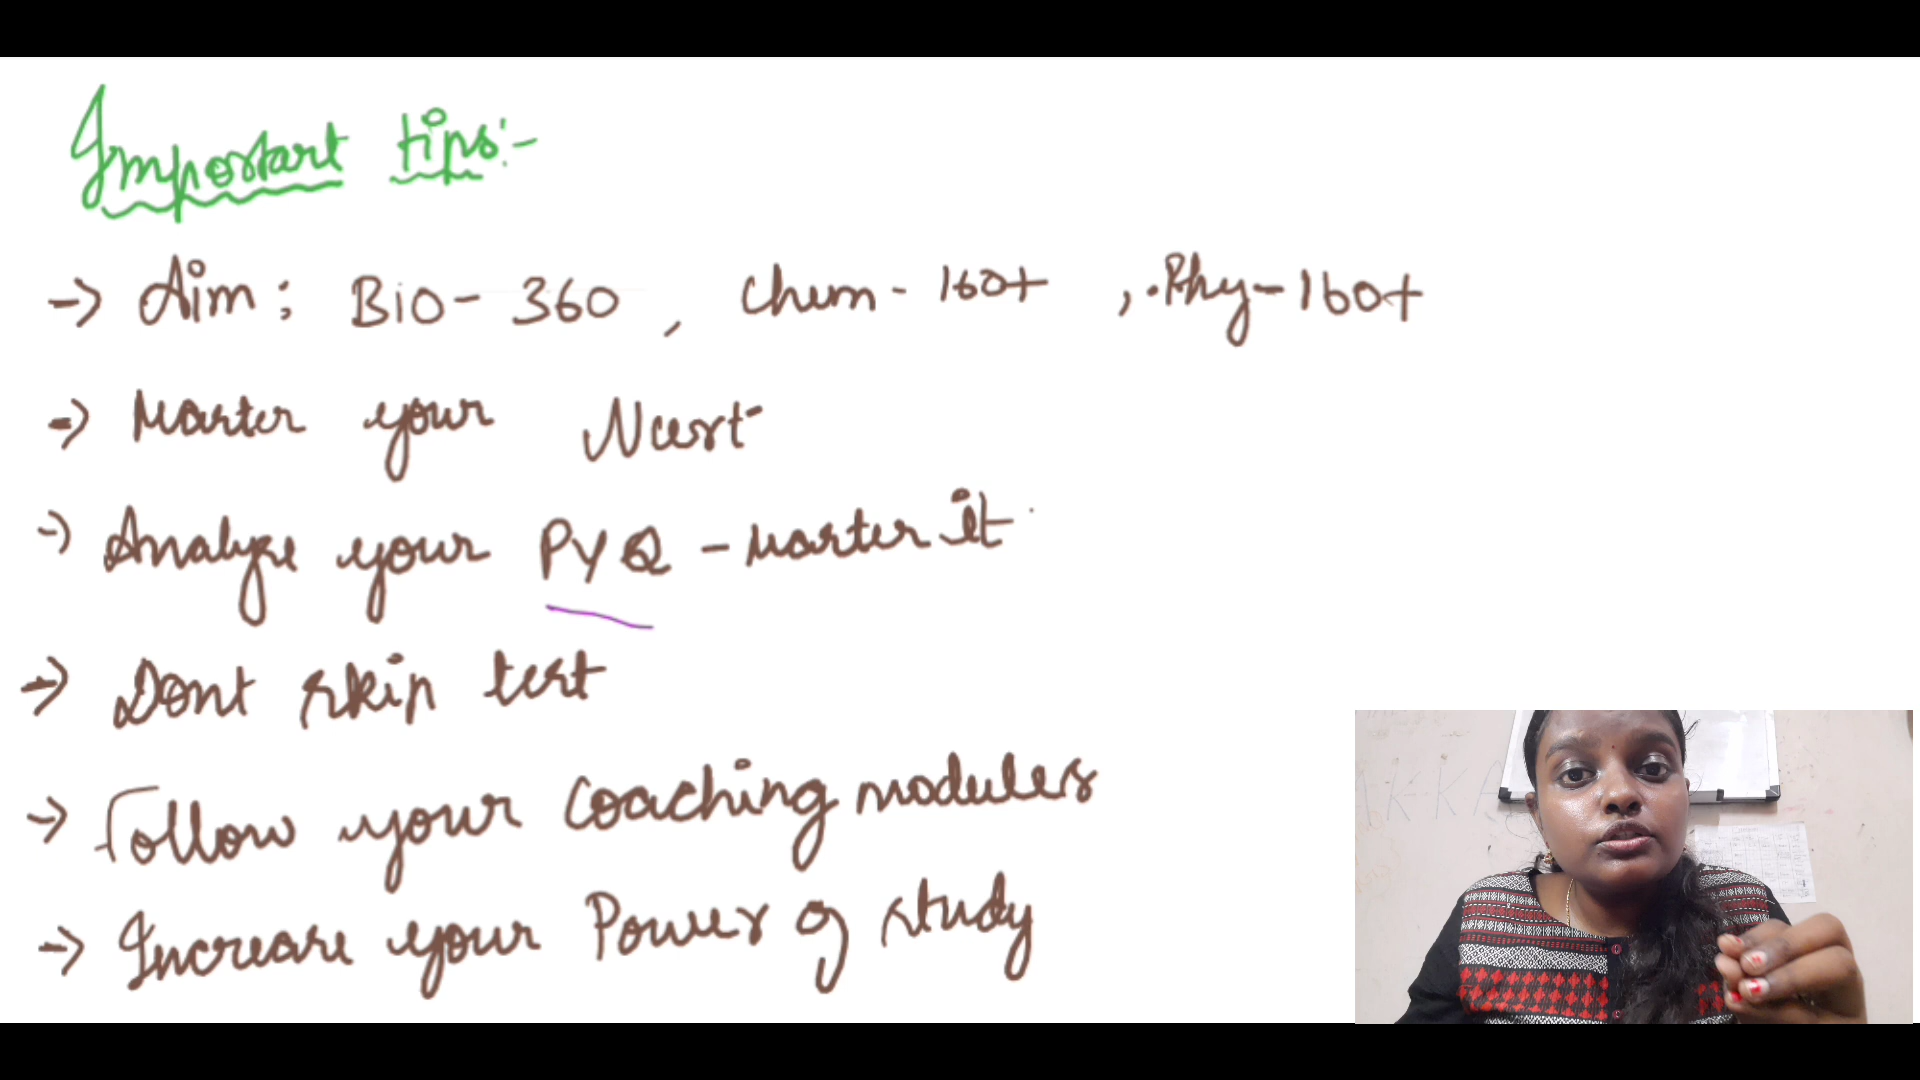 Important tips:-
-> Aim : Bio - 360 , Chem - 160+ , Phy - 160+
-> Master your Ncert
-> Analyze your PYQ - Master it
-> Dont skip test
-> Follow your Coaching modules
-> Increase your Power of study
AKKA